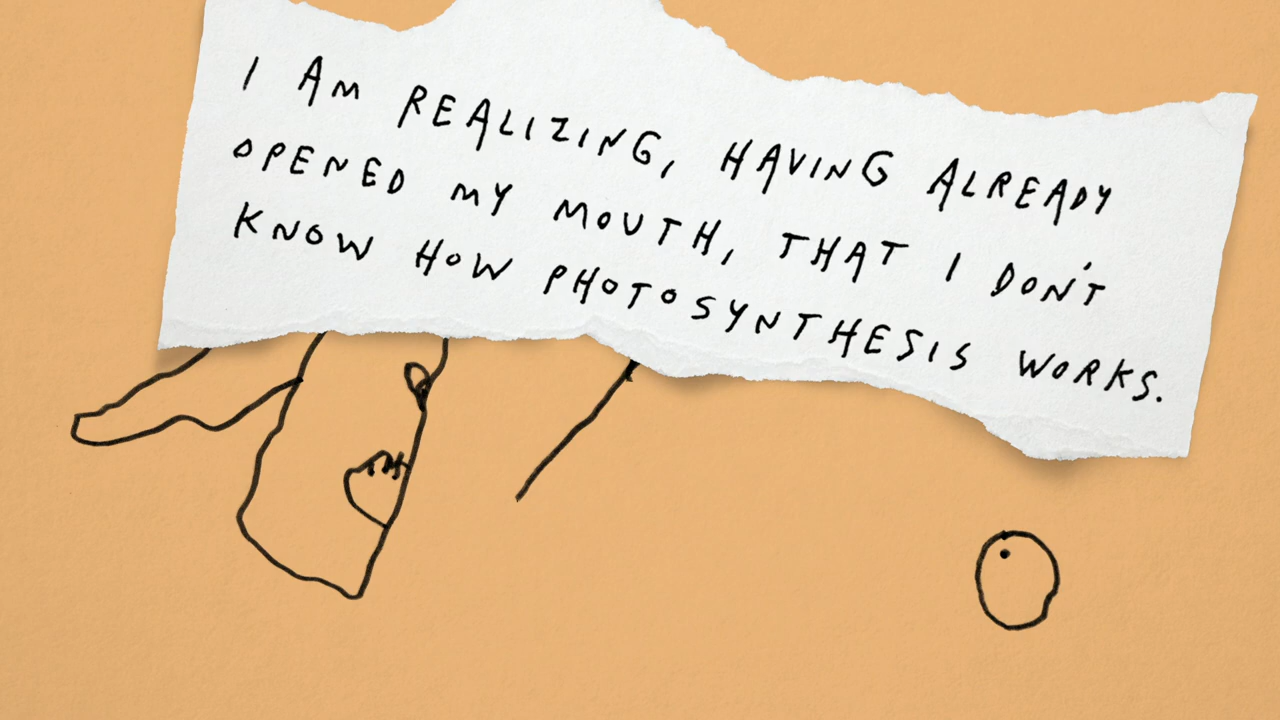 I AM REALIZING, HAVING ALREADY
OPENED MY MOUTH, THAT I DON'T
KNOW HOW PHOTOSYNTHESIS WORKS.